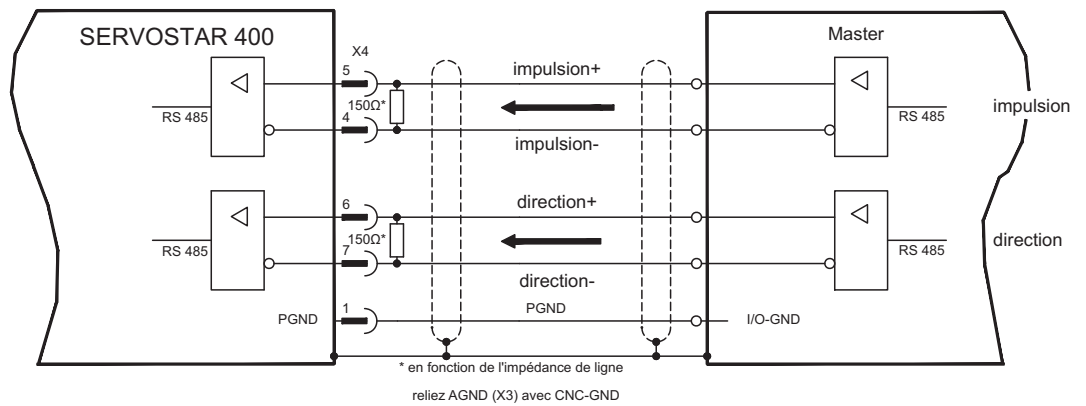 SERVOSTAR 400
Master
X4
5
impulsion+
150Ω*
RS 485
RS 485
impulsion
4
impulsion-
6
direction+
150Ω*
RS 485
RS 485
direction
7
direction-
PGND
1
PGND
I/O-GND
* en fonction de l'impédance de ligne
reliez AGND (X3) avec CNC-GND